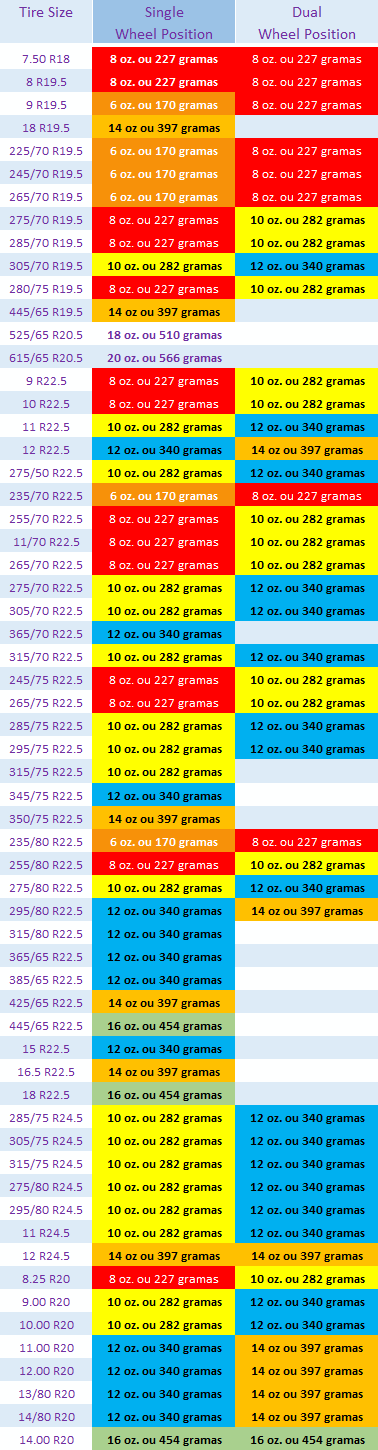 Tire Size Single Dual
Wheel Position Wheel Position
7.50 R18 8 oz. ou 227 gramas 8 oz. ou 227 gramas
8 R19.5 8 oz. ou 227 gramas 8 oz. ou 227 gramas
9 R19.5 6 oz. ou 170 gramas 8 oz. ou 227 gramas
18 R19.5 14 oz ou 397 gramas
225/70 R19.5 6 oz. ou 170 gramas 8 oz. ou 227 gramas
245/70 R19.5 6 oz. ou 170 gramas 8 oz. ou 227 gramas
265/70 R19.5 6 oz. ou 170 gramas 8 oz. ou 227 gramas
275/70 R19.5 8 oz. ou 227 gramas 10 oz. ou 282 gramas
285/70 R19.5 8 oz. ou 227 gramas 10 oz. ou 282 gramas
305/70 R19.5 10 oz. ou 282 gramas 12 oz. ou 340 gramas
280/75 R19.5 8 oz. ou 227 gramas 10 oz. ou 282 gramas
445/65 R19.5 14 oz ou 397 gramas
525/65 R20.5 18 oz. ou 510 gramas
615/65 R20.5 20 oz. ou 566 gramas
9 R22.5 8 oz. ou 227 gramas 10 oz. ou 282 gramas
10 R22.5 8 oz. ou 227 gramas 10 oz. ou 282 gramas
11 R22.5 10 oz. ou 282 gramas 12 oz. ou 340 gramas
12 R22.5 12 oz. ou 340 gramas 14 oz ou 397 gramas
275/50 R22.5 10 oz. ou 282 gramas 12 oz. ou 340 gramas
235/70 R22.5 6 oz. ou 170 gramas 8 oz. ou 227 gramas
255/70 R22.5 8 oz. ou 227 gramas 10 oz. ou 282 gramas
11/70 R22.5 8 oz. ou 227 gramas 10 oz. ou 282 gramas
265/70 R22.5 8 oz. ou 227 gramas 10 oz. ou 282 gramas
275/70 R22.5 10 oz. ou 282 gramas 12 oz. ou 340 gramas
305/70 R22.5 10 oz. ou 282 gramas 12 oz. ou 340 gramas
365/70 R22.5 12 oz. ou 340 gramas
315/70 R22.5 10 oz. ou 282 gramas 12 oz. ou 340 gramas
245/75 R22.5 8 oz. ou 227 gramas 10 oz. ou 282 gramas
265/75 R22.5 8 oz. ou 227 gramas 10 oz. ou 282 gramas
285/75 R22.5 10 oz. ou 282 gramas 12 oz. ou 340 gramas
295/75 R22.5 10 oz. ou 282 gramas 12 oz. ou 340 gramas
315/75 R22.5 10 oz. ou 282 gramas
345/75 R22.5 12 oz. ou 340 gramas
350/75 R22.5 14 oz ou 397 gramas
235/80 R22.5 6 oz. ou 170 gramas 8 oz. ou 227 gramas
255/80 R22.5 8 oz. ou 227 gramas 10 oz. ou 282 gramas
275/80 R22.5 10 oz. ou 282 gramas 12 oz. ou 340 gramas
295/80 R22.5 12 oz. ou 340 gramas 14 oz ou 397 gramas
315/80 R22.5 12 oz. ou 340 gramas
365/65 R22.5 12 oz. ou 340 gramas
385/65 R22.5 12 oz. ou 340 gramas
425/65 R22.5 14 oz ou 397 gramas
445/65 R22.5 16 oz. ou 454 gramas
15 R22.5 12 oz. ou 340 gramas
16.5 R22.5 14 oz ou 397 gramas
18 R22.5 16 oz. ou 454 gramas
285/75 R24.5 10 oz. ou 282 gramas 12 oz. ou 340 gramas
305/75 R24.5 10 oz. ou 282 gramas 12 oz. ou 340 gramas
315/75 R24.5 10 oz. ou 282 gramas 12 oz. ou 340 gramas
275/80 R24.5 10 oz. ou 282 gramas 12 oz. ou 340 gramas
295/80 R24.5 10 oz. ou 282 gramas 12 oz. ou 340 gramas
11 R24.5 10 oz. ou 282 gramas 12 oz. ou 340 gramas
12 R24.5 14 oz ou 397 gramas 14 oz ou 397 gramas
8.25 R20 8 oz. ou 227 gramas 10 oz. ou 282 gramas
9.00 R20 10 oz. ou 282 gramas 12 oz. ou 340 gramas
10.00 R20 10 oz. ou 282 gramas 12 oz. ou 340 gramas
11.00 R20 12 oz. ou 340 gramas 14 oz ou 397 gramas
12.00 R20 12 oz. ou 340 gramas 14 oz ou 397 gramas
13/80 R20 12 oz. ou 340 gramas 14 oz ou 397 gramas
14/80 R20 12 oz. ou 340 gramas 14 oz ou 397 gramas
14.00 R20 16 oz. ou 454 gramas 16 oz. ou 454 gramas